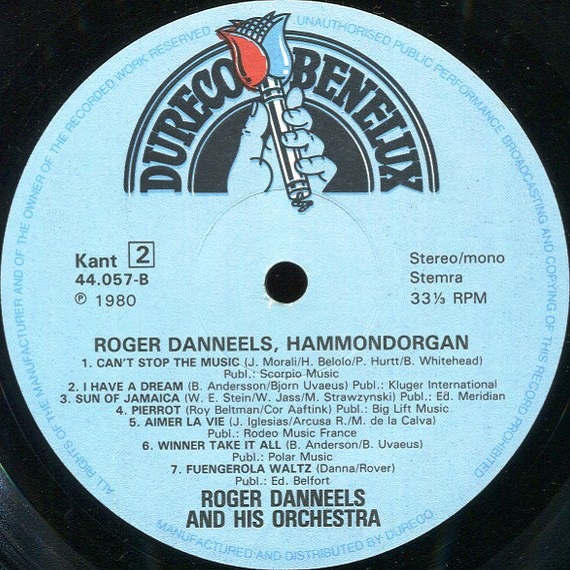 DURECO BENELUX
Kant 2
44.057-B
℗ 1980
Stereo/mono
Stemra
33⅓ RPM
ROGER DANNEELS, HAMMONDORGAN
1. CAN'T STOP THE MUSIC (J. Morali/H. Belolo/P. Hurtt/B. Whitehead)
Publ.: Scorpio Music
2. I HAVE A DREAM (B. Andersson/Bjorn Uvaeus) Publ.: Kluger International
3. SUN OF JAMAICA (W. E. Stein/W. Jass/M. Strawzynski) Publ.: Ed. Meridian
4. PIERROT (Roy Beltman/Cor Aaftink) Publ.: Big Lift Music
5. AIMER LA VIE (J. Iglesias/Arcusa R./M. de la Calva)
Publ.: Rodeo Music France
6. WINNER TAKE IT ALL (B. Anderson/B. Uvaeus)
Publ.: Polar Music
7. FUENGEROLA WALTZ (Danna/Rover)
Publ.: Ed. Belfort
ROGER DANNEELS
AND HIS ORCHESTRA
ALL RIGHTS OF THE MANUFACTURER AND OF THE OWNER OF THE RECORDED WORK RESERVED
UNAUTHORISED PUBLIC PERFORMANCE BROADCASTING AND COPYING OF THIS RECORD PROHIBITED
MANUFACTURED AND DISTRIBUTED BY DURECO